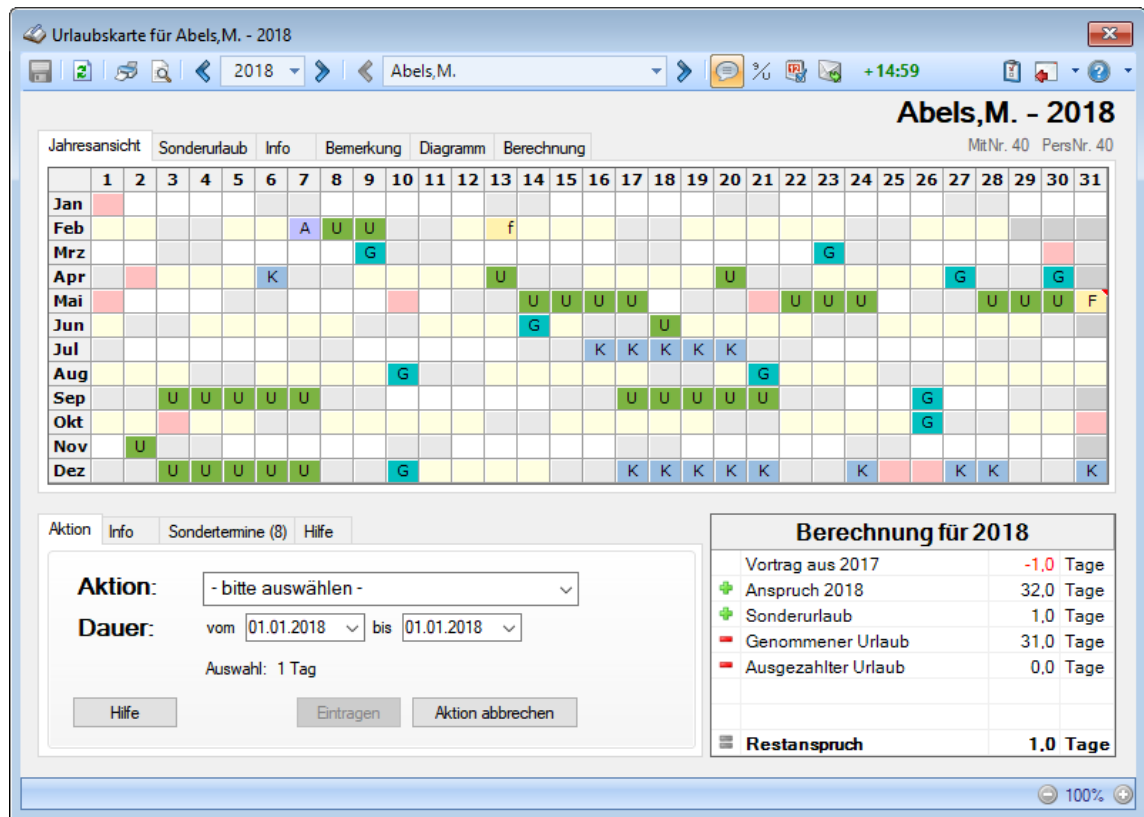 Urlaubskarte für Abels,M. - 2018
2018 Abels,M. % +14:59
Abels,M. - 2018
Jahresansicht Sonderurlaub Info Bemerkung Diagramm Berechnung MitNr. 40 PersNr. 40
1 2 3 4 5 6 7 8 9 10 11 12 13 14 15 16 17 18 19 20 21 22 23 24 25 26 27 28 29 30 31
Jan
Feb A U U f
Mrz G G
Apr K U U G G
Mai U U U U U U U U U U F
Jun G U
Jul K K K K K
Aug G G
Sep U U U U U U U U U U G
Okt G
Nov U
Dez U U U U U G K K K K K K K K K
Aktion Info Sondertermine (8) Hilfe
Aktion: - bitte auswählen -
Dauer: vom 01.01.2018 bis 01.01.2018
Auswahl: 1 Tag
Hilfe Eintragen Aktion abbrechen
Berechnung für 2018
Vortrag aus 2017 -1,0 Tage
Anspruch 2018 32,0 Tage
Sonderurlaub 1,0 Tage
Genommener Urlaub 31,0 Tage
Ausgezahlter Urlaub 0,0 Tage
Restanspruch 1,0 Tage
100%